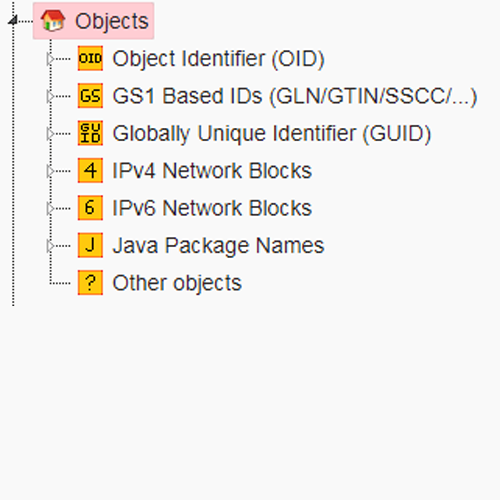 Objects
OID Object Identifier (OID)
GS GS1 Based IDs (GLN/GTIN/SSCC/...)
GUID Globally Unique Identifier (GUID)
4 IPv4 Network Blocks
6 IPv6 Network Blocks
J Java Package Names
? Other objects